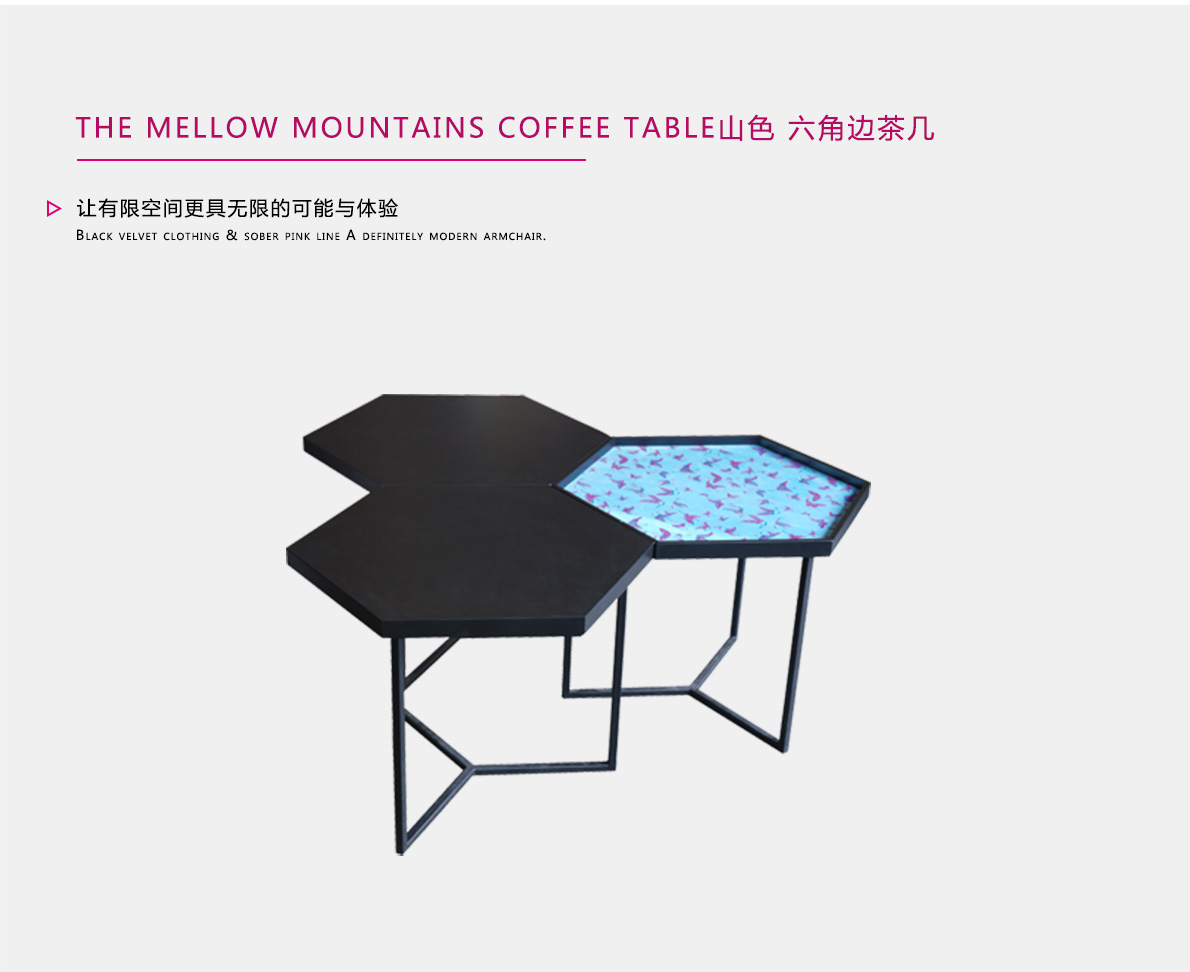 THE MELLOW MOUNTAINS COFFEE TABLE山色 六角边茶几
让有限空间更具无限的可能与体验
Black velvet clothing & sober pink line A definitely modern armchair.